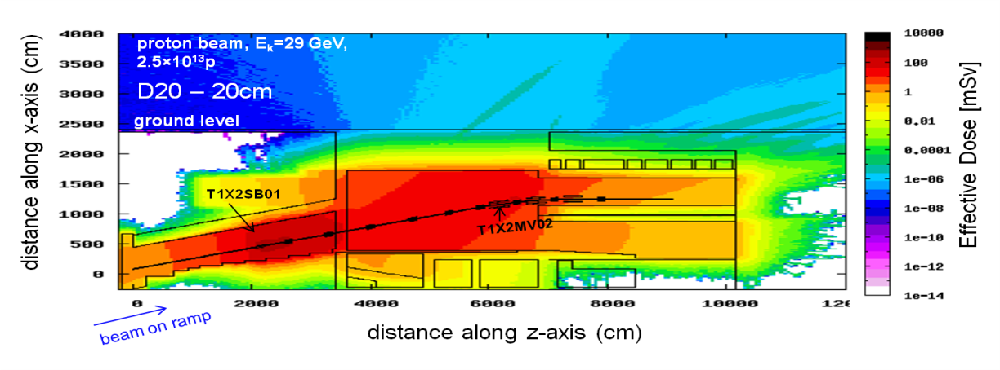 proton beam, Eₖ=29 GeV,
2.5×10¹³p
D20 – 20cm
ground level
T1X2SB01
T1X2MV02
distance along x-axis (cm)
4000
3500
3000
2500
2000
1500
1000
500
0
0 2000 4000 6000 8000 10000 120
distance along z-axis (cm)
beam on ramp
10000
100
1
0.01
0.0001
1e-06
1e-08
1e-10
1e-12
1e-14
Effective Dose [mSv]